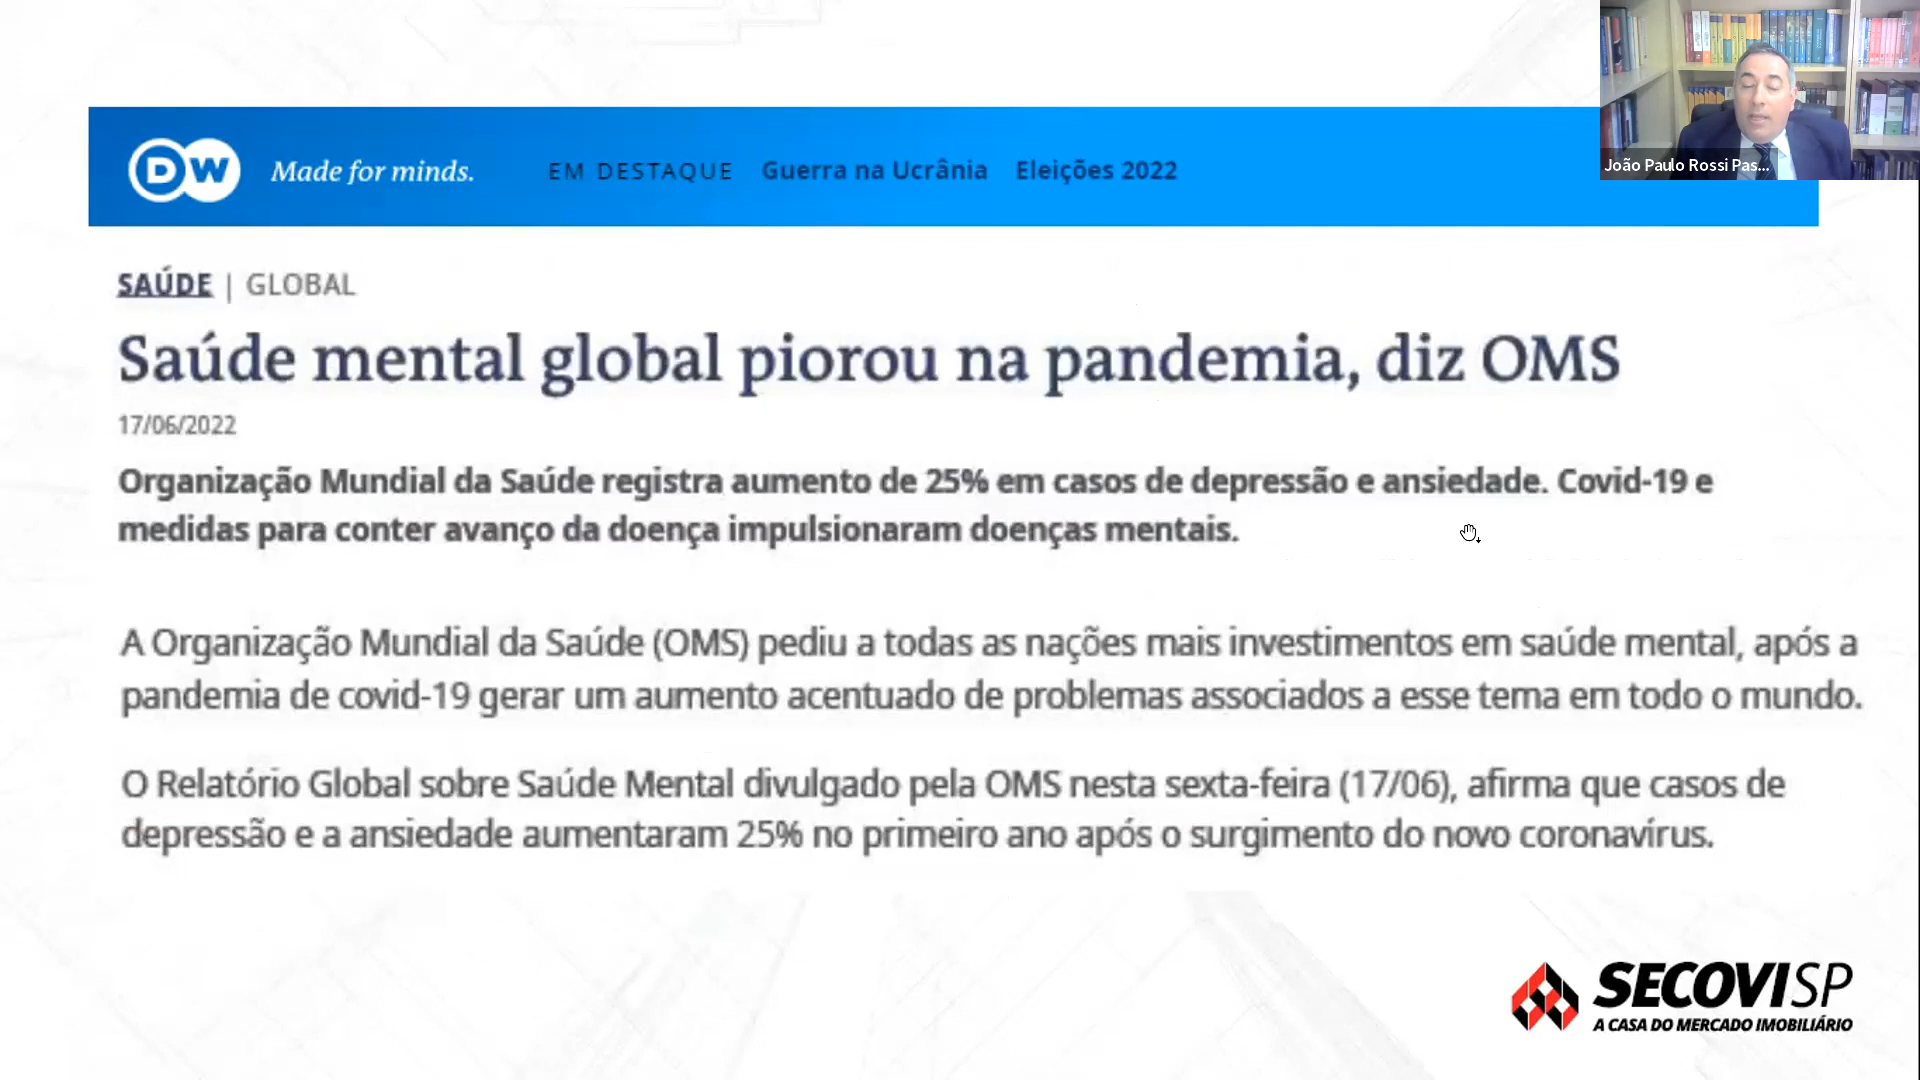 João Paulo Rossi Pas...
DW Made for minds. EM DESTAQUE Guerra na Ucrânia Eleições 2022
SAÚDE | GLOBAL
Saúde mental global piorou na pandemia, diz OMS
17/06/2022
Organização Mundial da Saúde registra aumento de 25% em casos de depressão e ansiedade. Covid-19 e
medidas para conter avanço da doença impulsionaram doenças mentais.
A Organização Mundial da Saúde (OMS) pediu a todas as nações mais investimentos em saúde mental, após a
pandemia de covid-19 gerar um aumento acentuado de problemas associados a esse tema em todo o mundo.
O Relatório Global sobre Saúde Mental divulgado pela OMS nesta sexta-feira (17/06), afirma que casos de
depressão e a ansiedade aumentaram 25% no primeiro ano após o surgimento do novo coronavírus.
SECOVISP
A CASA DO MERCADO IMOBILIÁRIO